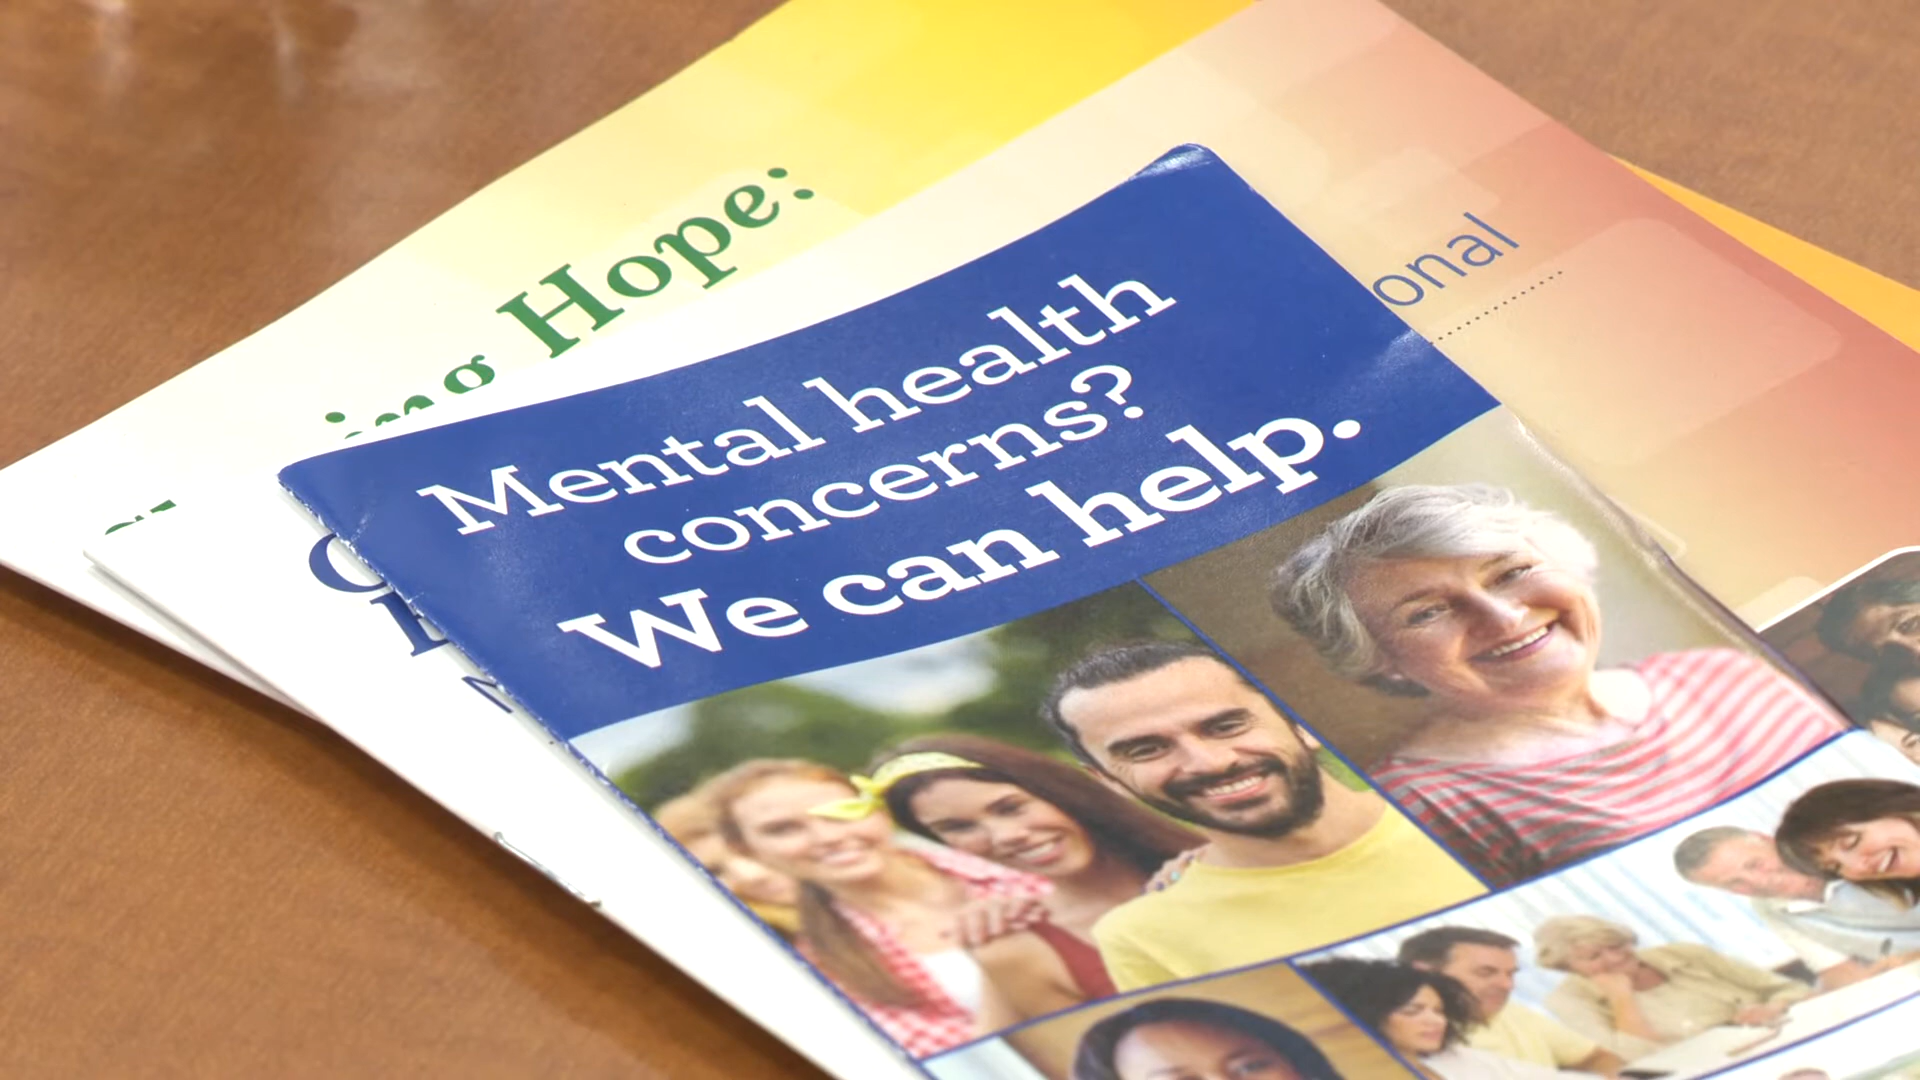 Hope:
onal
Mental health
concerns?
We can help.